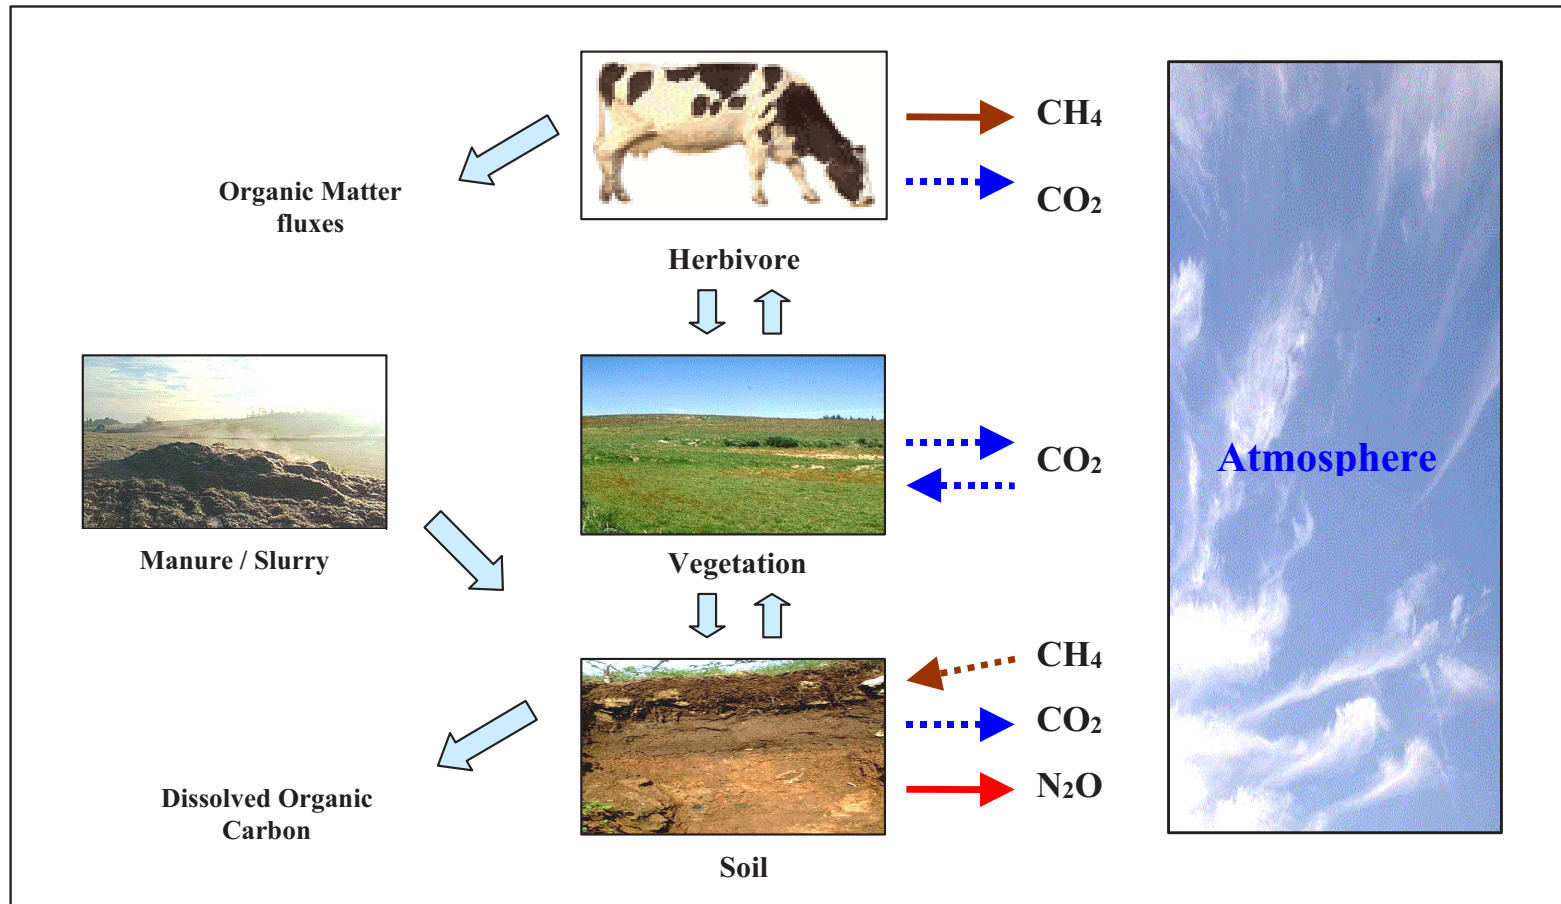 CH₄
CO₂
Organic Matter
fluxes
Herbivore
Manure / Slurry
Vegetation
CO₂
Atmosphere
CH₄
CO₂
N₂O
Dissolved Organic
Carbon
Soil